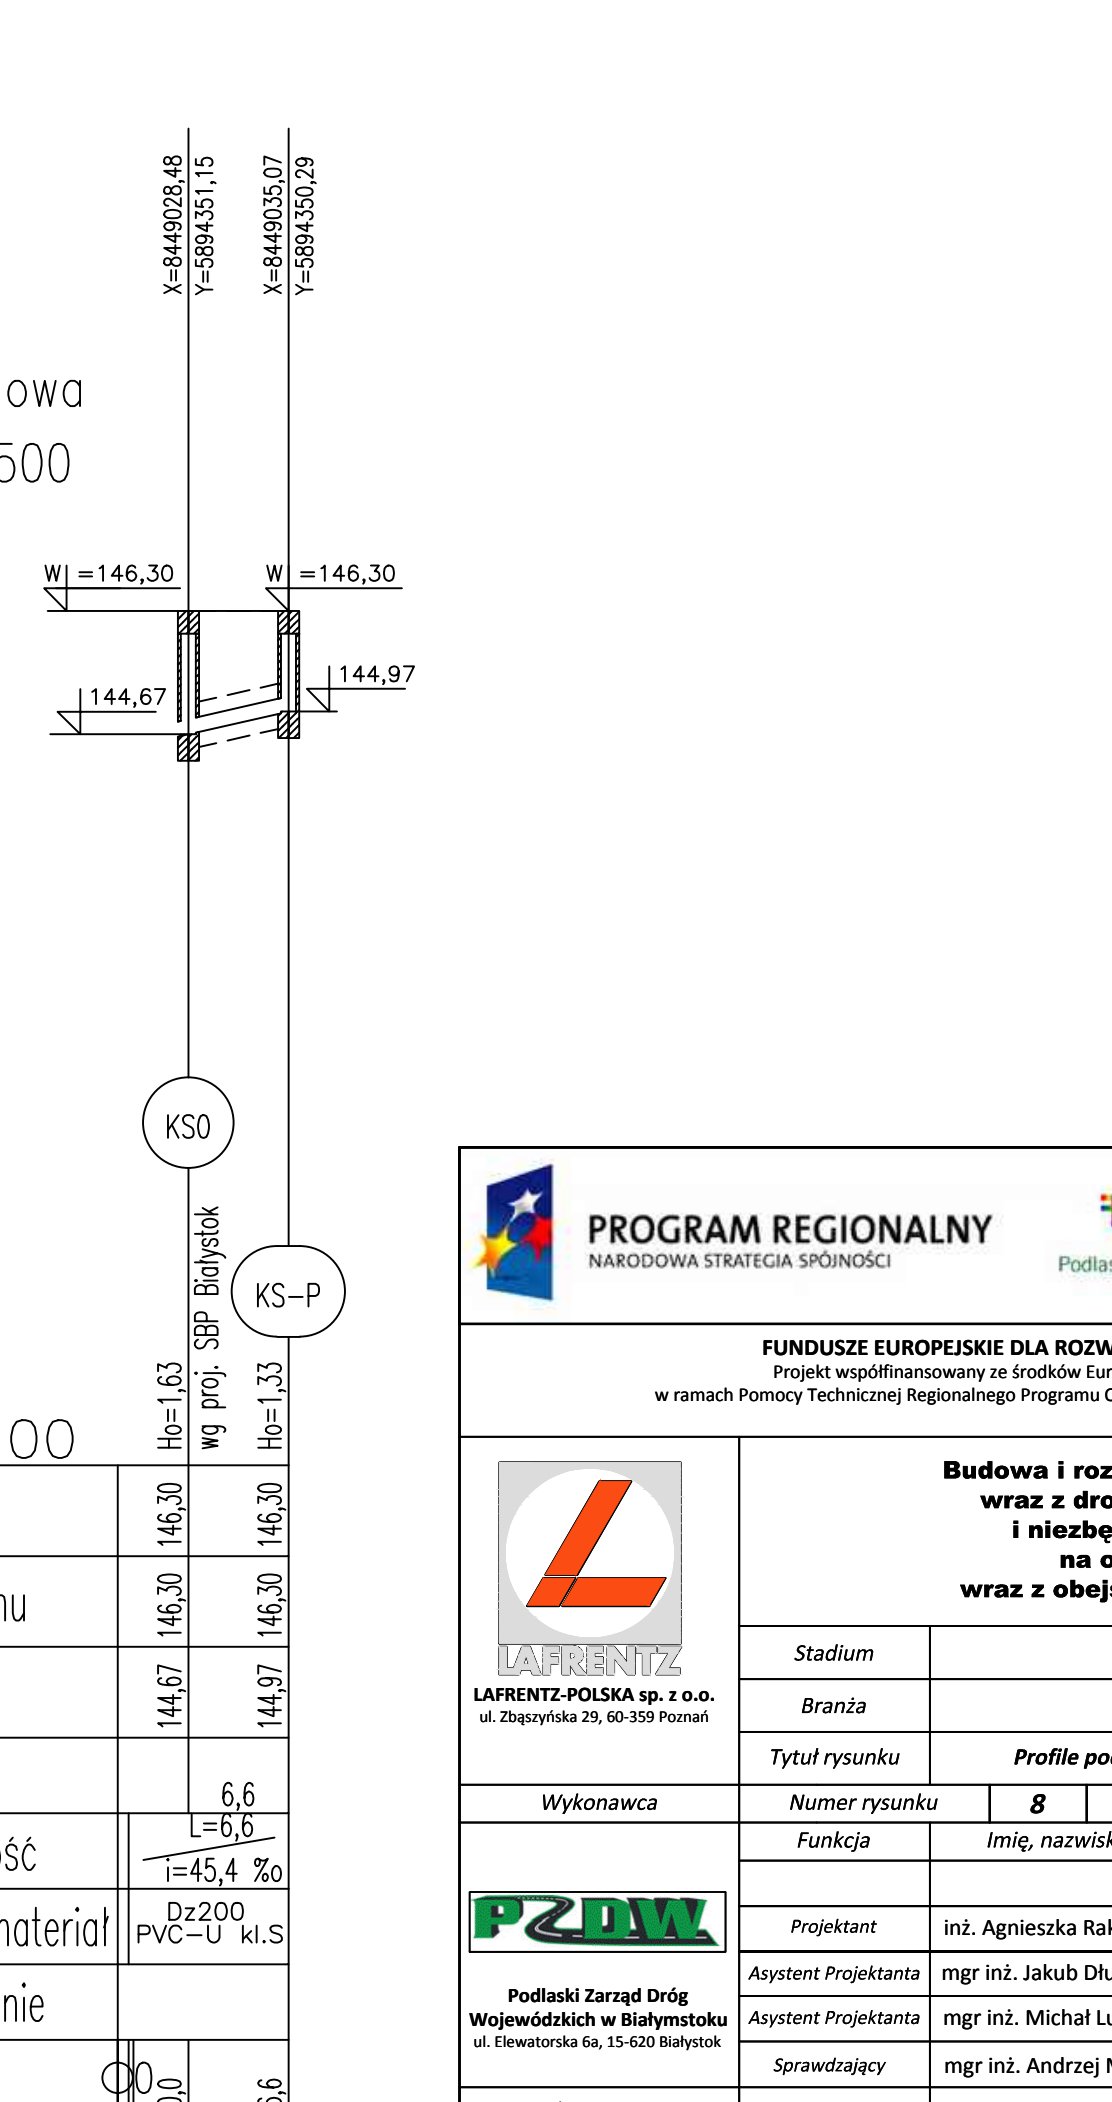 X=8449028,48
Y=5894351,15
X=8449035,07
Y=5894350,29
owa
500
W =146,30
W =146,30
144,97
144,67
KS0
wg proj. SBP Białystok
KS-P
Ho=1,63
Ho=1,33
00
146,30
146,30
146,30
146,30
144,67
144,97
6,6
L=6,6
i=45,4 ‰
ość
Dz200
PVC-U kl.S
materiał
nie
0
PROGRAM REGIONALNY
NARODOWA STRATEGIA SPÓJNOŚCI
Podlas
FUNDUSZE EUROPEJSKIE DLA ROZW
Projekt współfinansowany ze środków Eur
w ramach Pomocy Technicznej Regionalnego Programu
Budowa i roz
wraz z dro
i niezbę
na o
wraz z obejś
LAFRENTZ
LAFRENTZ-POLSKA sp. z o.o.
ul. Zbąszyńska 29, 60-359 Poznań
Stadium
Branża
Tytuł rysunku
Profile po
Wykonawca
Numer rysunku
8
Funkcja
Imię, nazwisk
PZDW
Podlaski Zarząd Dróg
Wojewódzkich w Białymstoku
ul. Elewatorska 6a, 15-620 Białystok
Projektant
inż. Agnieszka Rak
Asystent Projektanta
mgr inż. Jakub Dłu
Asystent Projektanta
mgr inż. Michał Lu
Sprawdzający
mgr inż. Andrzej M